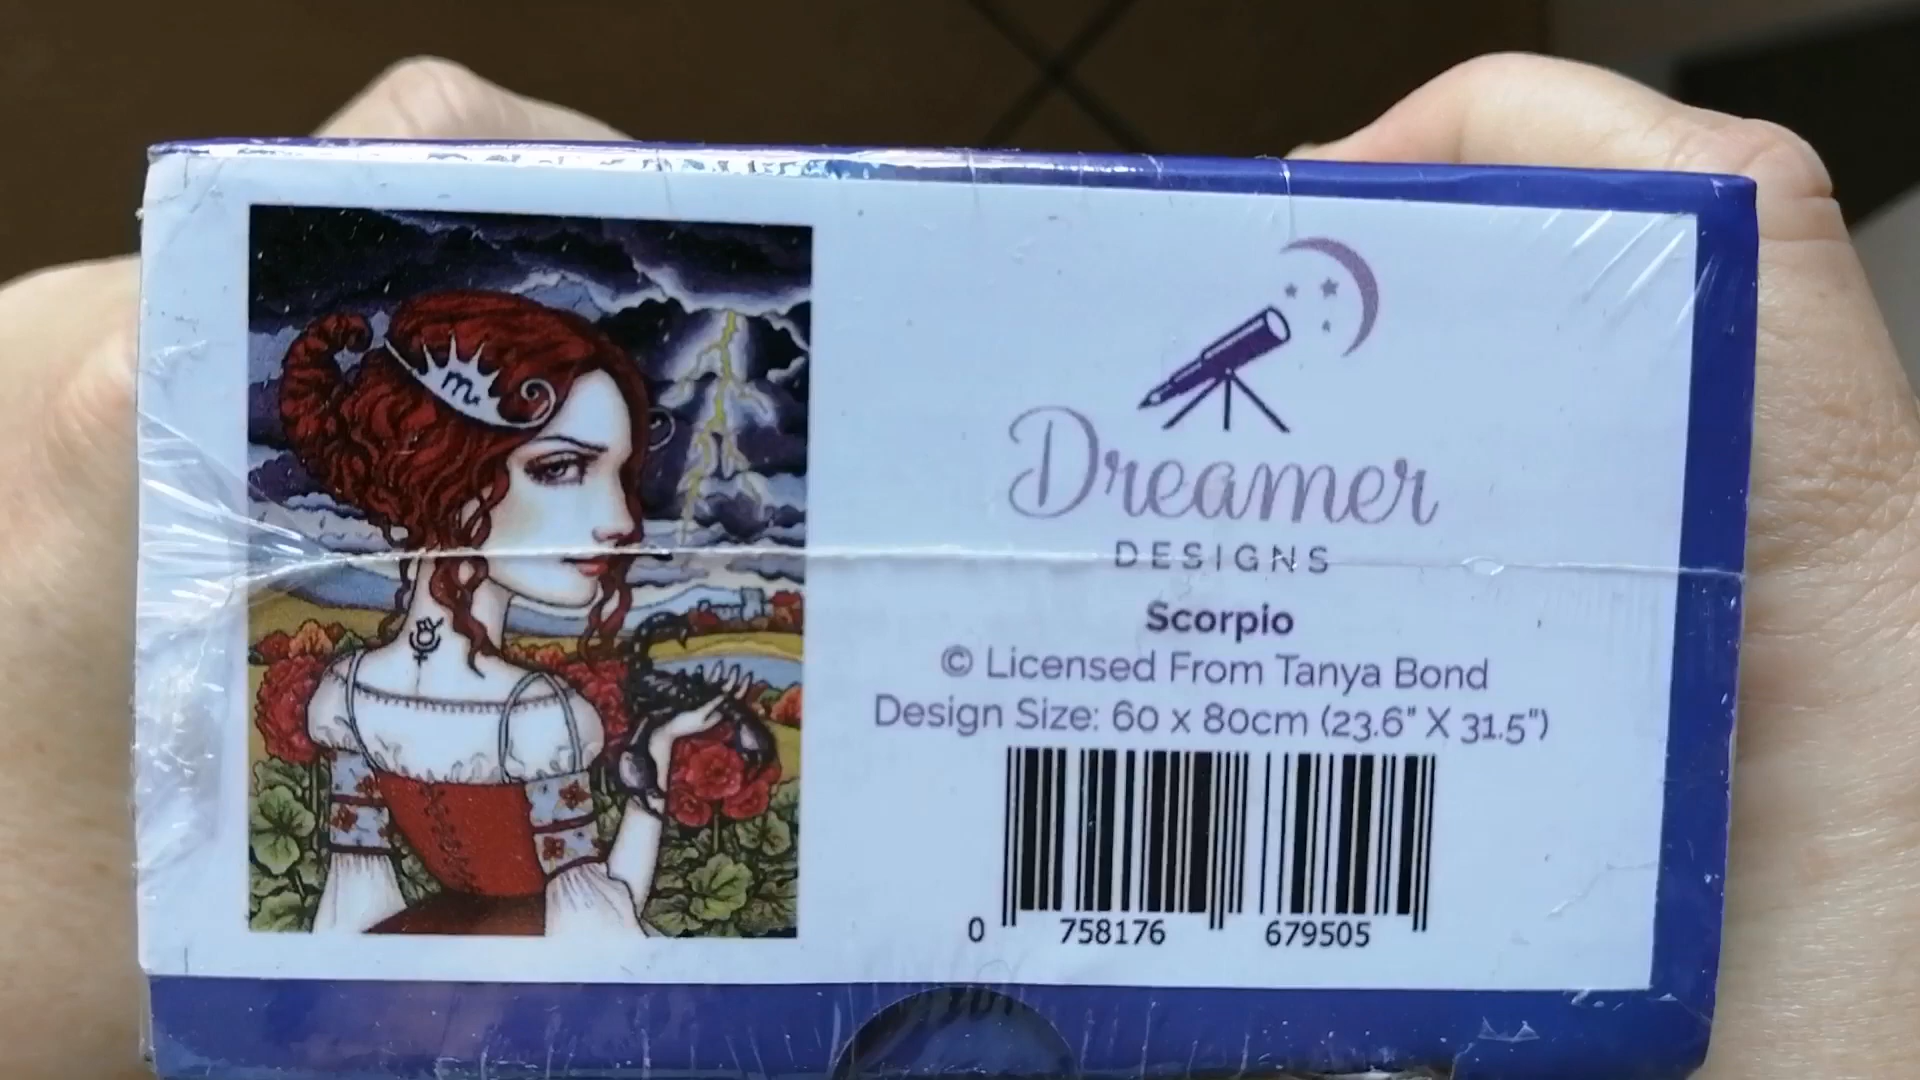 Dreamer
DESIGNS
Scorpio
© Licensed From Tanya Bond
Design Size: 60 x 80cm (23.6" X 31.5")
0 758176 679505